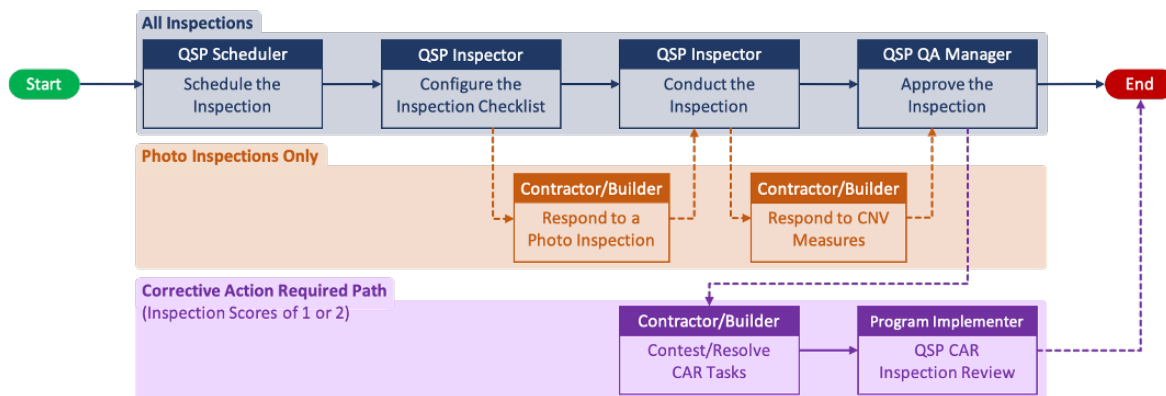 All Inspections
Start
QSP Scheduler
Schedule the
Inspection
QSP Inspector
Configure the
Inspection Checklist
QSP Inspector
Conduct the
Inspection
QSP QA Manager
Approve the
Inspection
End
Photo Inspections Only
Contractor/Builder
Respond to a
Photo Inspection
Contractor/Builder
Respond to CNV
Measures
Corrective Action Required Path
(Inspection Scores of 1 or 2)
Contractor/Builder
Contest/Resolve
CAR Tasks
Program Implementer
QSP CAR
Inspection Review